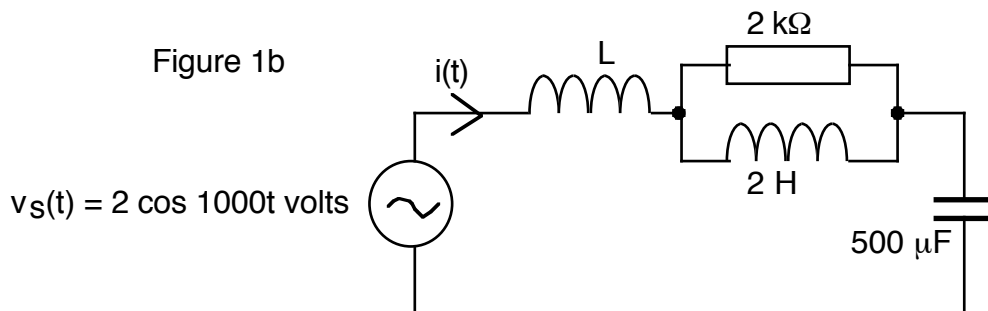 2 kΩ
Figure 1b
L
i(t)
2 H
vS(t) = 2 cos 1000t volts
500 μF